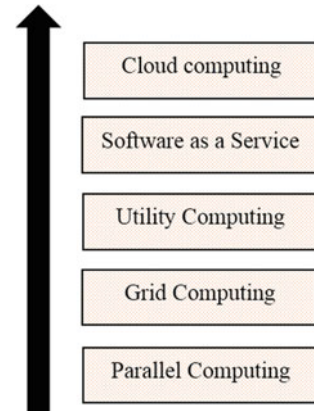 Cloud computing
Software as a Service
Utility Computing
Grid Computing
Parallel Computing